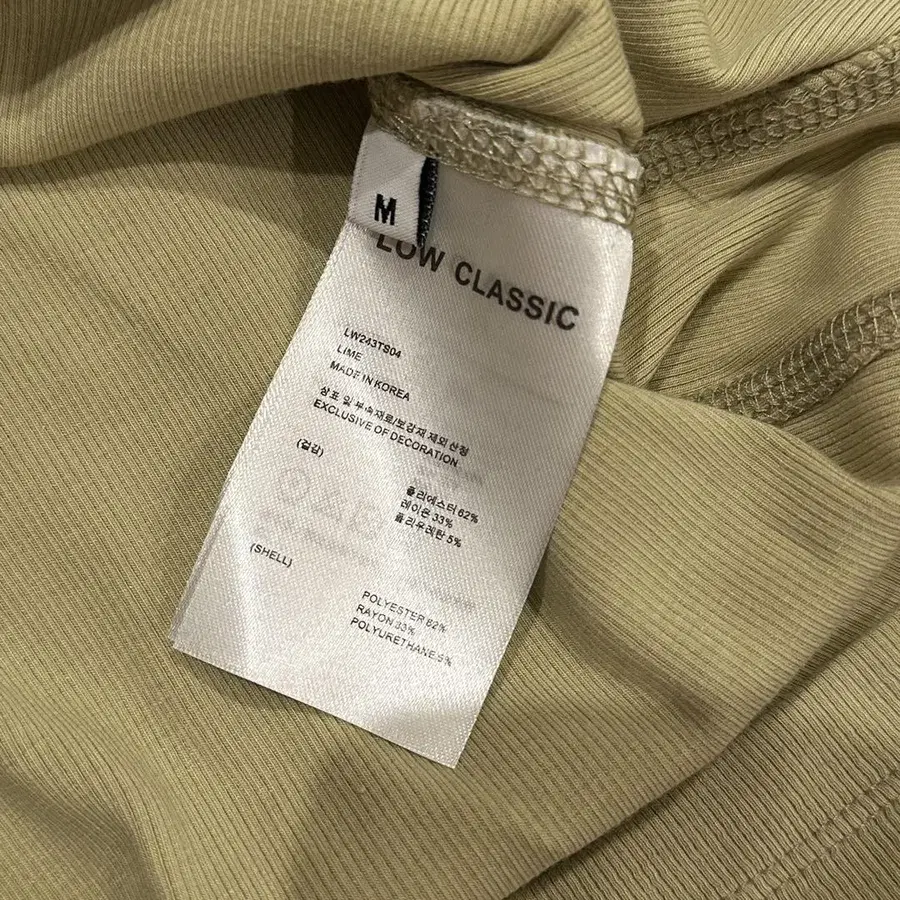 M
LOW CLASSIC
LW243TS04
LIME
MADE IN KOREA
상표 및 부속재료/보강재 제외 산정
EXCLUSIVE OF DECORATION
(겉감)
폴리에스터 62%
레이온 33%
폴리우레탄 5%
(SHELL)
POLYESTER 62%
RAYON 33%
POLYURETHANE 5%